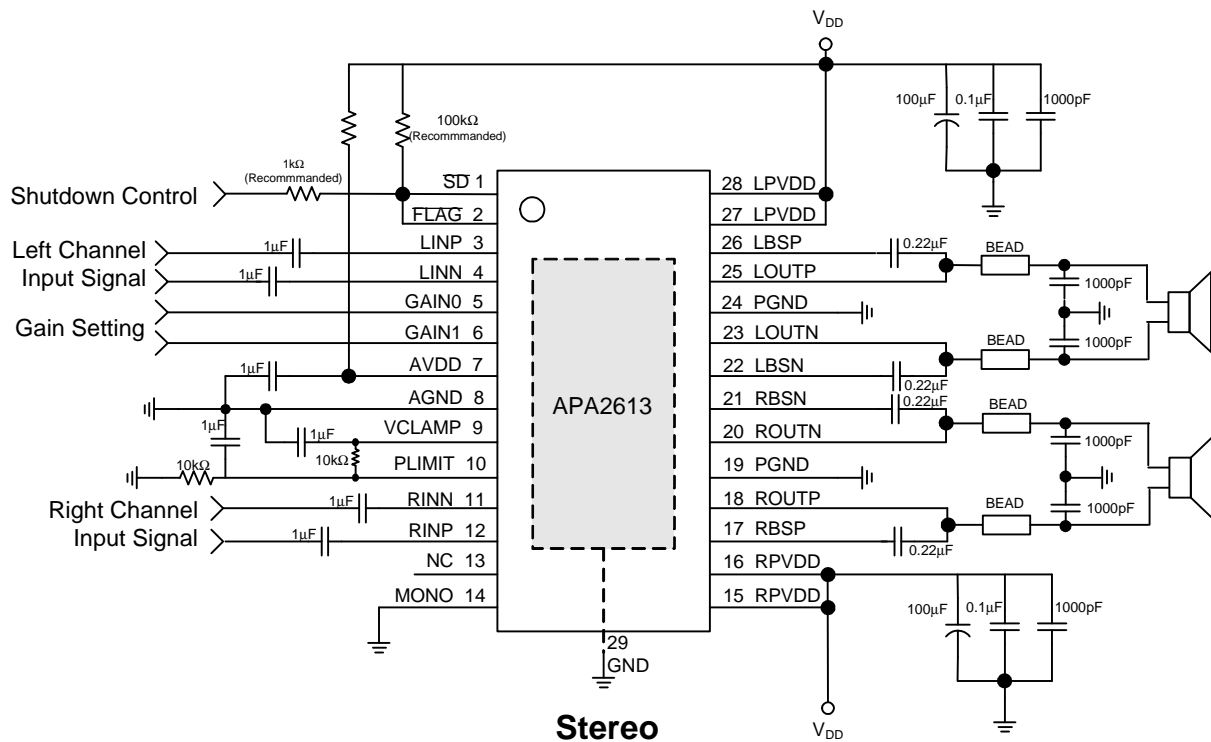 V_DD
100µF
0.1µF
1000pF
100kΩ
(Recommmanded)
1kΩ
(Recommmanded)
Shutdown Control
SD 1
FLAG 2
Left Channel
Input Signal
1µF
LINP 3
1µF
LINN 4
Gain Setting
GAIN0 5
GAIN1 6
1µF
AVDD 7
AGND 8
1µF
1µF
VCLAMP 9
10kΩ
10kΩ
PLIMIT 10
Right Channel
Input Signal
1µF
RINN 11
1µF
RINP 12
NC 13
MONO 14
APA2613
29
GND
28 LPVDD
27 LPVDD
26 LBSP
0.22µF
BEAD
25 LOUTP
1000pF
24 PGND
23 LOUTN
BEAD
1000pF
22 LBSN
0.22µF
21 RBSN
0.22µF
BEAD
20 ROUTN
1000pF
19 PGND
18 ROUTP
BEAD
1000pF
17 RBSP
0.22µF
16 RPVDD
15 RPVDD
100µF
0.1µF
1000pF
V_DD
Stereo